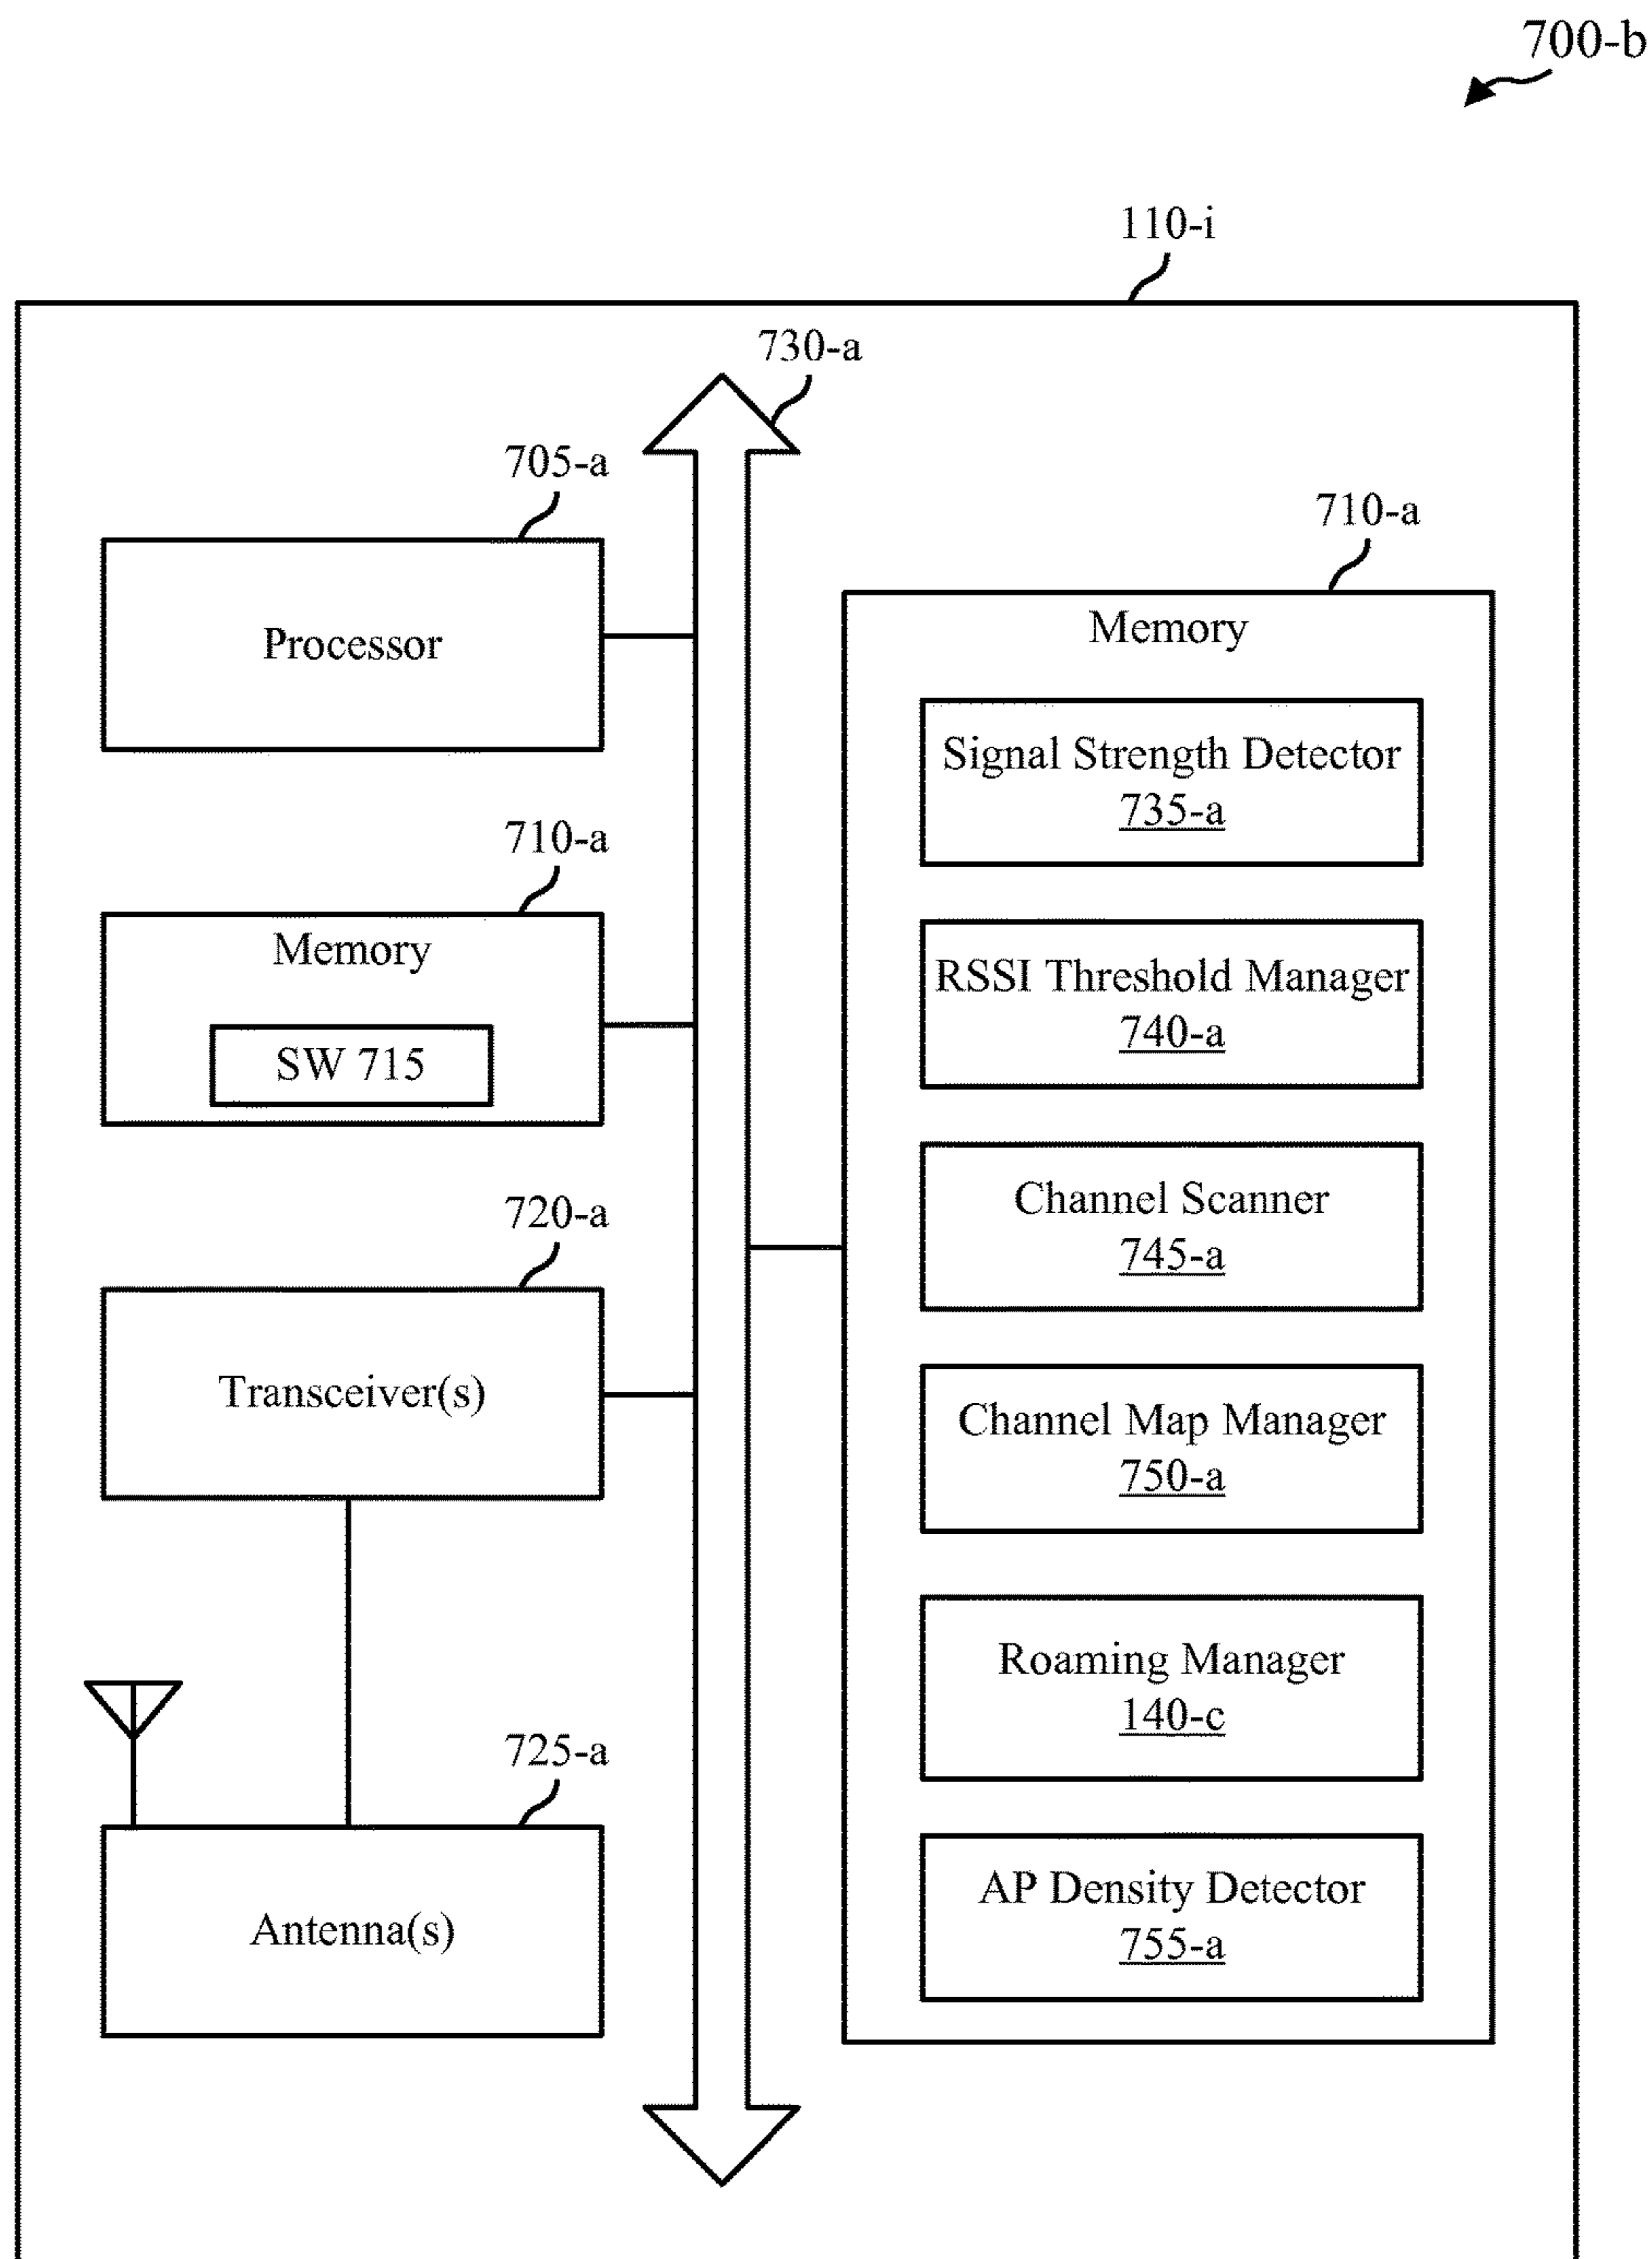 700-b
110-i
730-a
705-a
Processor
710-a
Memory
SW 715
720-a
Transceiver(s)
725-a
Antenna(s)
710-a
Memory
Signal Strength Detector
735-a
RSSI Threshold Manager
740-a
Channel Scanner
745-a
Channel Map Manager
750-a
Roaming Manager
140-c
AP Density Detector
755-a